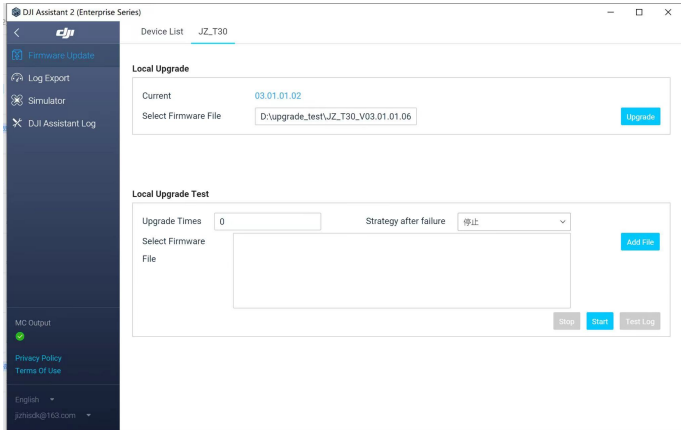 DJI Assistant 2 (Enterprise Series)
dji
Device List JZ_T30
Firmware Update
Log Export
Simulator
DJI Assistant Log
Local Upgrade
Current 03.01.01.02
Select Firmware File D:\upgrade_test\JZ_T30_V03.01.01.06 Upgrade
Local Upgrade Test
Upgrade Times 0 Strategy after failure 停止
Select Firmware Add File
File
Stop Start Test Log
MC Output
Privacy Policy
Terms Of Use
English
jizhisdk@163.com